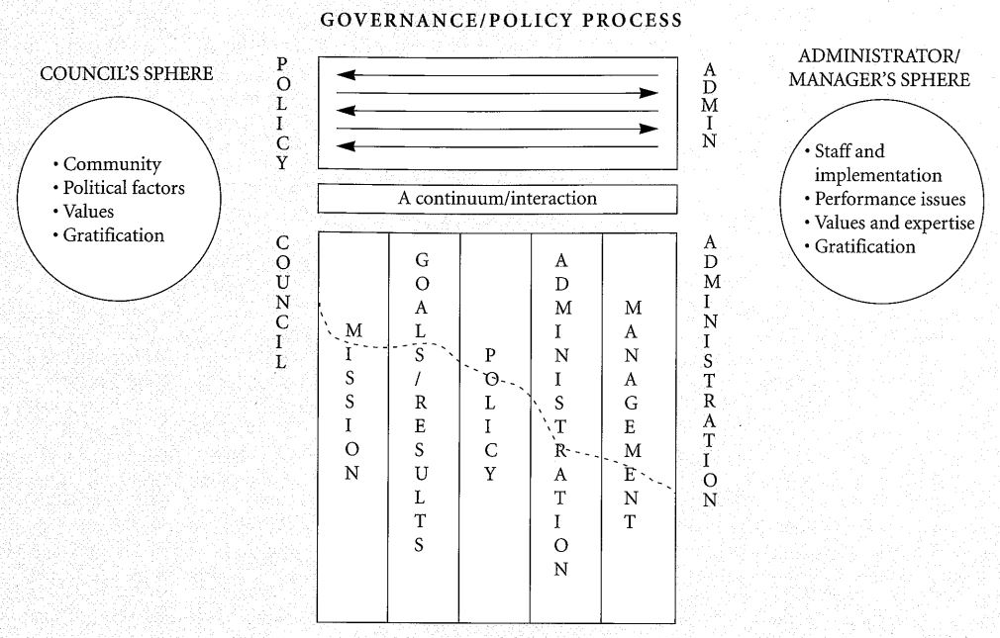 GOVERNANCE/POLICY PROCESS
COUNCIL'S SPHERE
• Community
• Political factors
• Values
• Gratification
POLICY
ADMIN
A continuum/interaction
COUNCIL
MISSION
GOALS/RESULTS
POLICY
ADMINISTRATION
MANAGEMENT
ADMINISTRATION
ADMINISTRATOR/
MANAGER'S SPHERE
• Staff and
implementation
• Performance issues
• Values and expertise
• Gratification